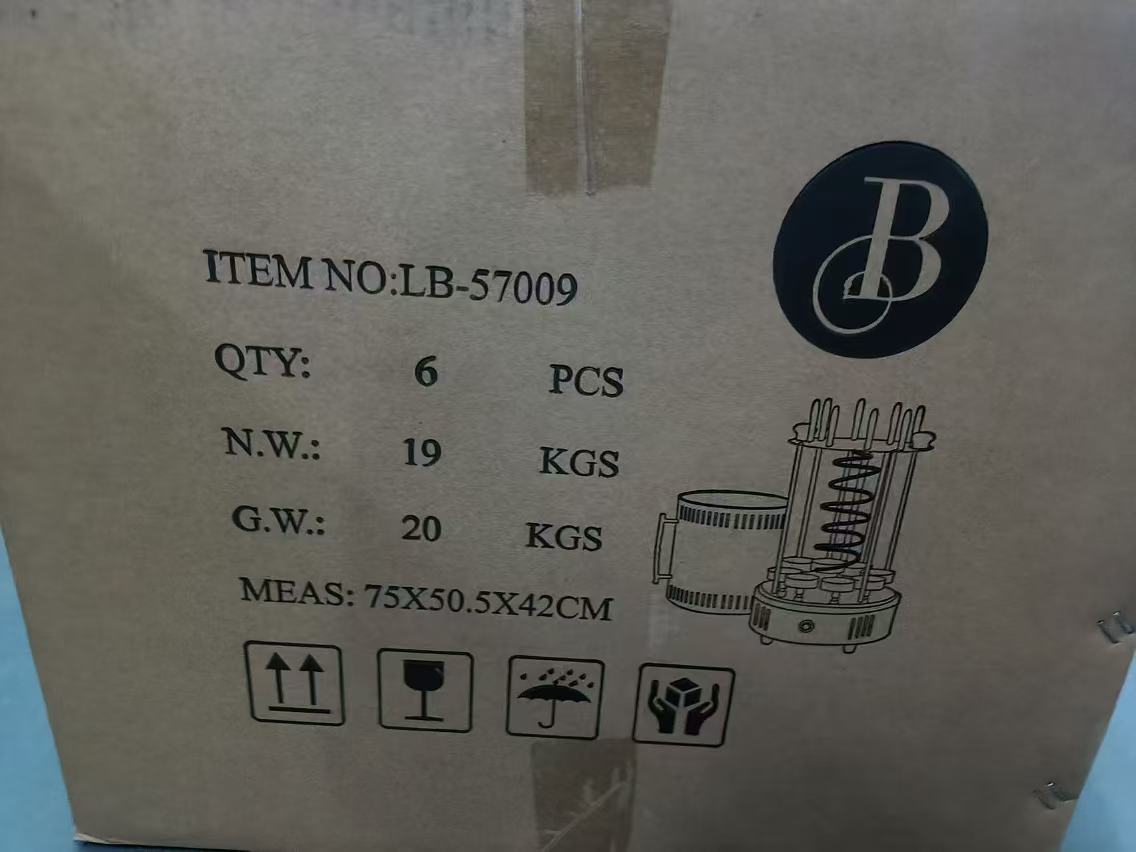 B
ITEM NO:LB-57009
QTY: 6 PCS
N.W.: 19 KGS
G.W.: 20 KGS
MEAS: 75X50.5X42CM